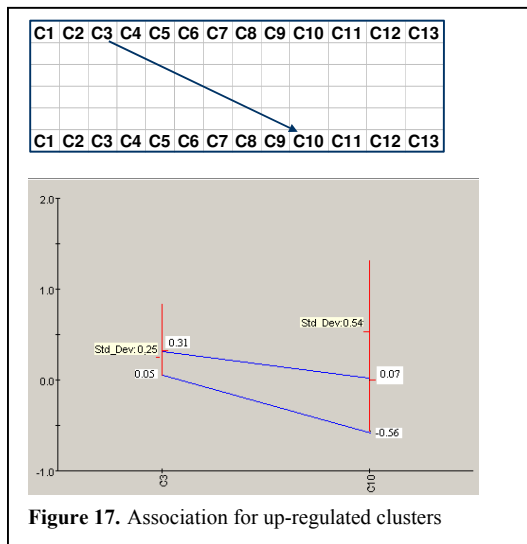 C1 C2 C3 C4 C5 C6 C7 C8 C9 C10 C11 C12 C13
C1 C2 C3 C4 C5 C6 C7 C8 C9 C10 C11 C12 C13
2.0
1.0
Std_Dev:0.54
0.31
Std_Dev:0.25
0.05
0.07
0.0
-0.56
-1.0
C3
C10
Figure 17. Association for up-regulated clusters